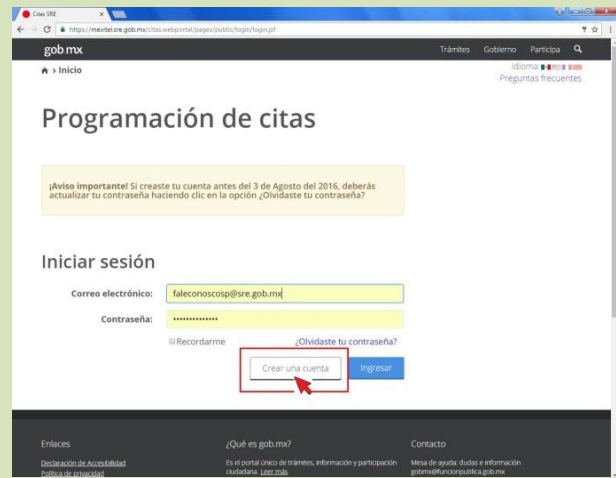 Citas SRE
https://mexitel.sre.gob.mx/citas.webportal/pages/public/login/login.jsf
gob mx
Trámites Gobierno Participa
> Inicio
Idioma:
Preguntas frecuentes
Programación de citas
¡Aviso importante! Si creaste tu cuenta antes del 3 de Agosto del 2016, deberás
actualizar tu contraseña haciendo clic en la opción ¿Olvidaste tu contraseña?
Iniciar sesión
Correo electrónico: faleconoscosp@sre.gob.mx
Contraseña: ••••••••••••••
Recordarme ¿Olvidaste tu contraseña?
Crear una cuenta Ingresar
Enlaces ¿Qué es gob.mx? Contacto
Declaración de Accesibilidad Es el portal único de trámites, información y participación Mesa de ayuda: dudas e información
Política de privacidad ciudadana. Leer más gobmx@funcionpublica.gob.mx